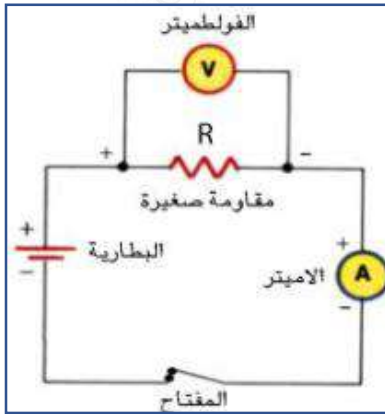 الفولطميتر
V
R
+ -
مقاومة صغيرة
+
البطارية
-
+
A
الاميتر
-
المفتاح